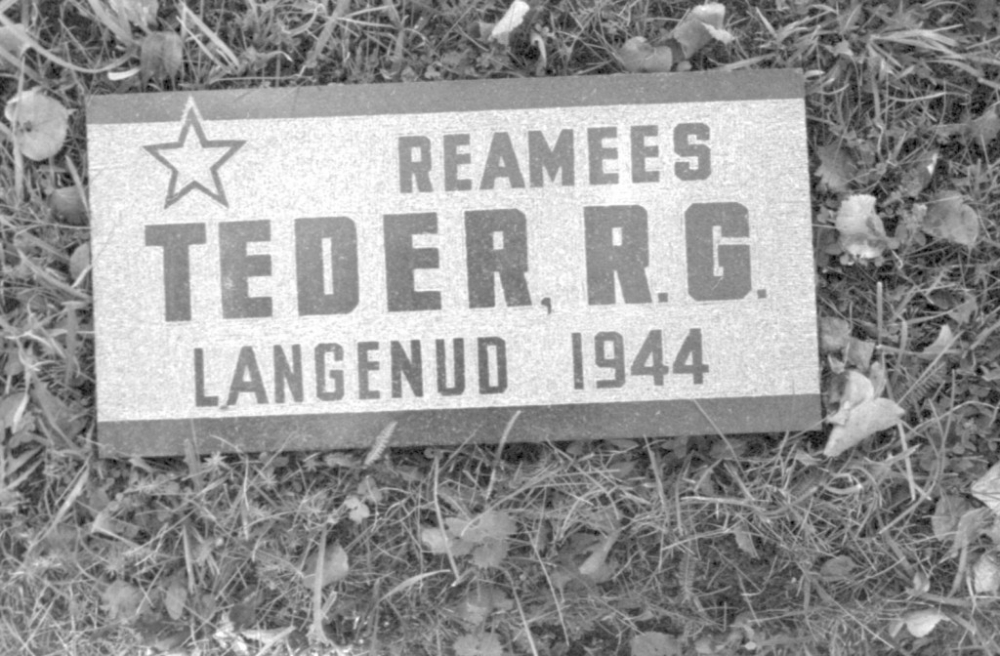 REAMEES
TEDER, R.G.
LANGENUD 1944